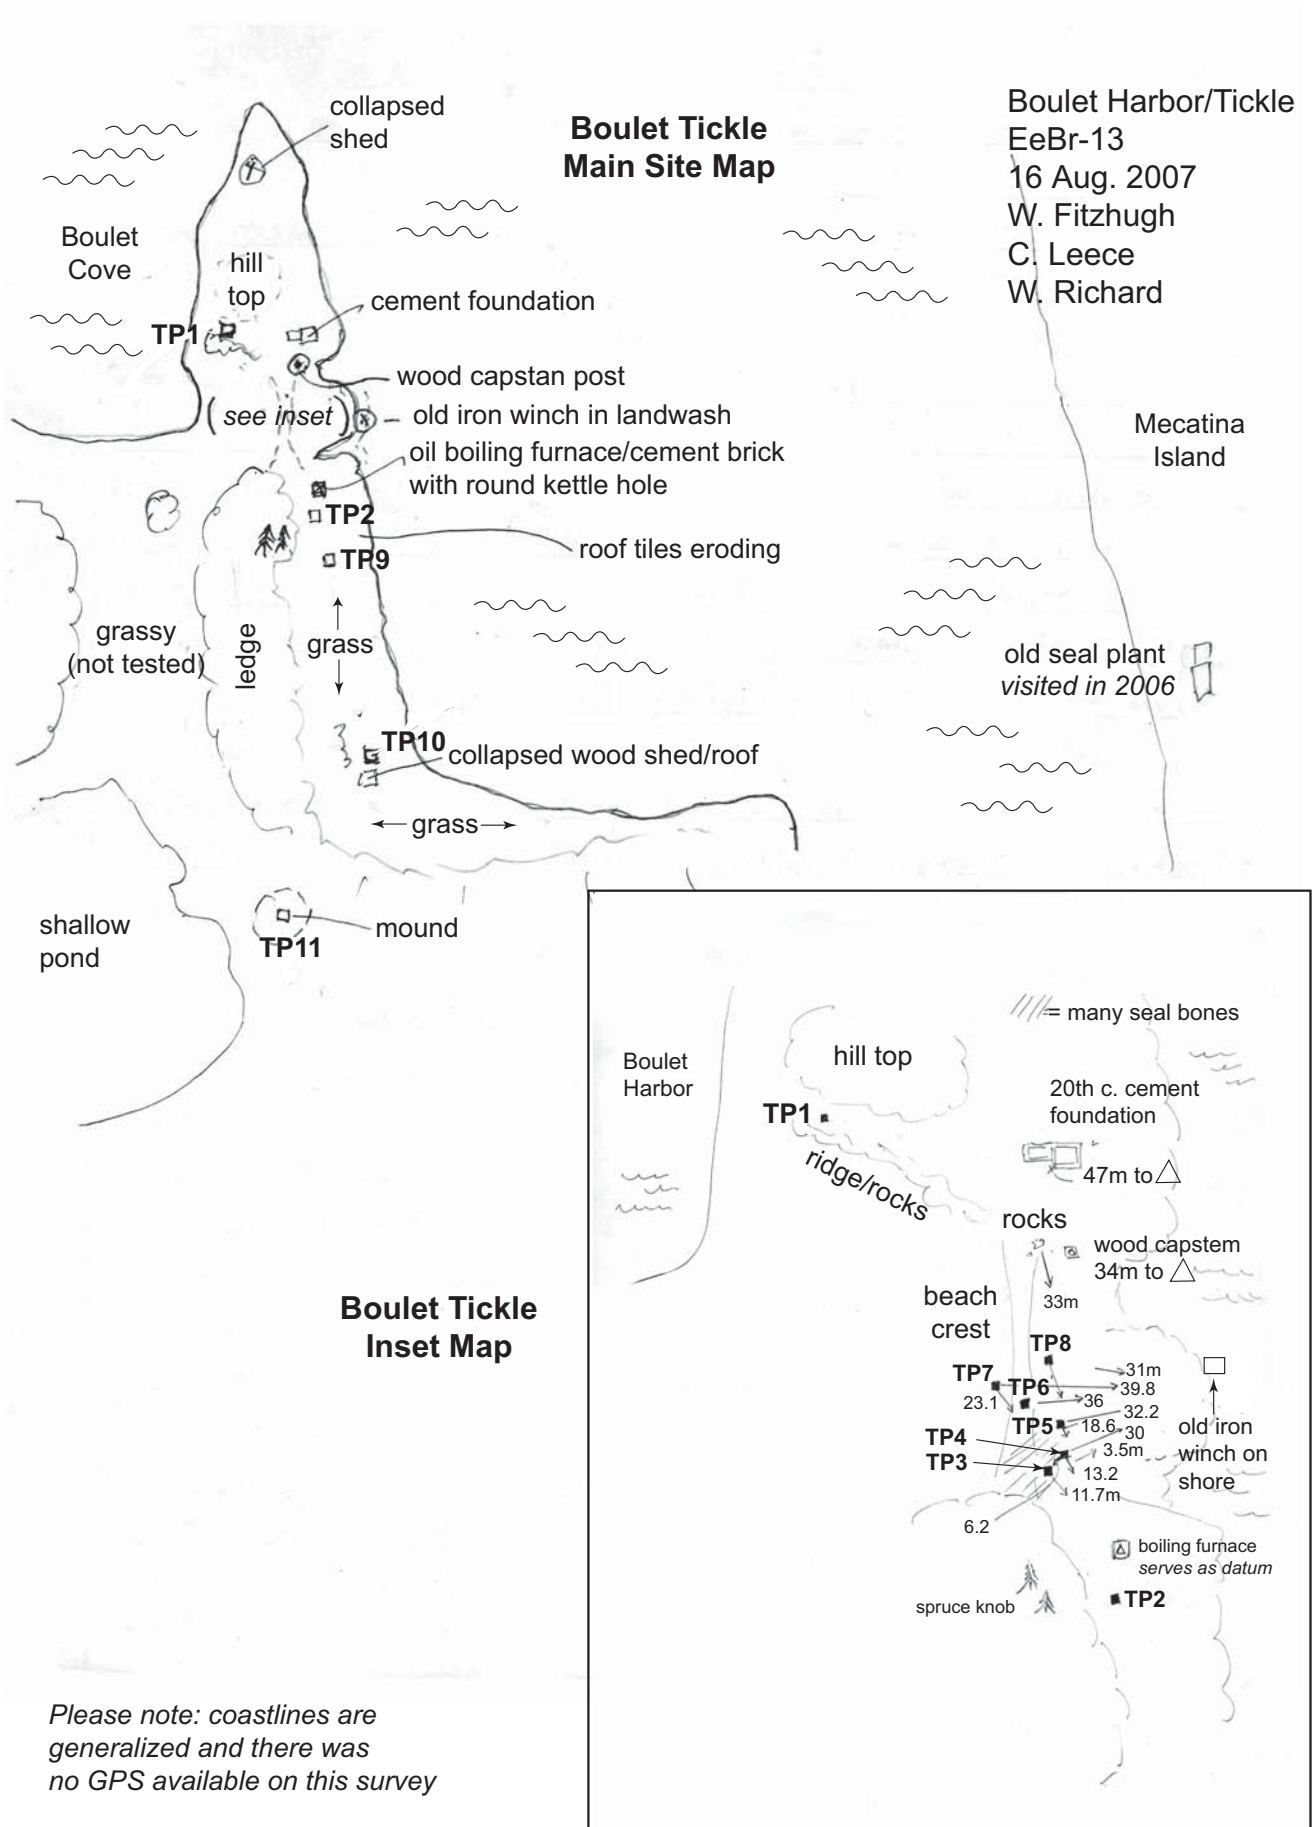 collapsed
shed
Boulet Tickle
Main Site Map
Boulet Harbor/Tickle
EeBr-13
16 Aug. 2007
W. Fitzhugh
C. Leece
W. Richard
Boulet
Cove
hill
top
cement foundation
TP1
wood capstan post
(see inset)
old iron winch in landwash
Mecatina
Island
oil boiling furnace/cement brick
with round kettle hole
TP2
roof tiles eroding
TP9
grassy
(not tested)
ledge
grass
old seal plant
visited in 2006
TP10
collapsed wood shed/roof
grass
shallow
pond
mound
TP11
= many seal bones
Boulet
Harbor
hill top
20th c. cement
foundation
TP1
ridge/rocks
47m to △
rocks
wood capstem
34m to △
33m
beach
crest
TP8
31m
TP7
39.8
TP6
23.1
36
32.2
TP5
18.6
30
old iron
winch on
shore
TP4
3.5m
TP3
13.2
11.7m
6.2
boiling furnace
serves as datum
TP2
spruce knob
Boulet Tickle
Inset Map
Please note: coastlines are
generalized and there was
no GPS available on this survey